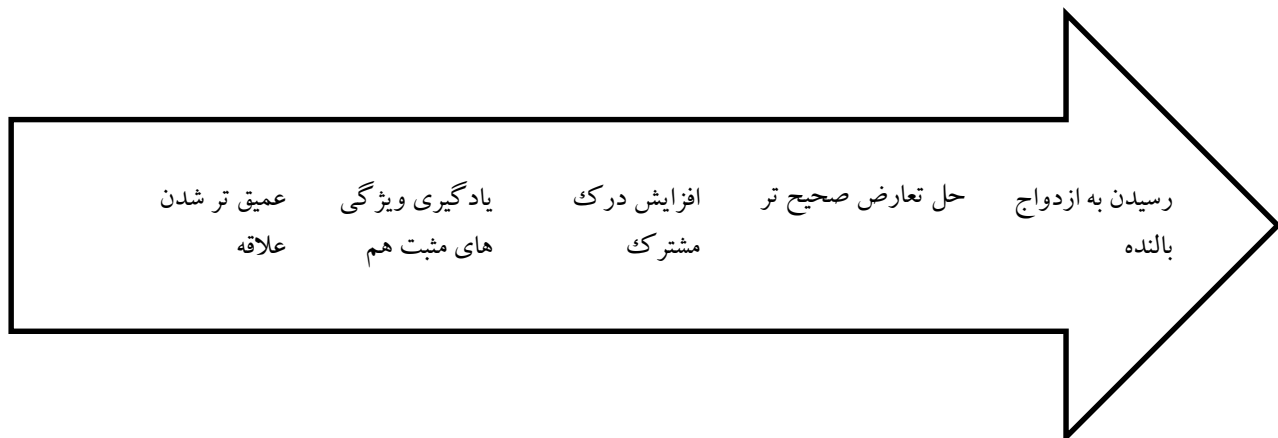 رسیدن به ازدواج
بالنده
حل تعارض صحیح تر
افزایش درک
مشترک
یادگیری ویژگی
های مثبت هم
عمیق تر شدن
علاقه